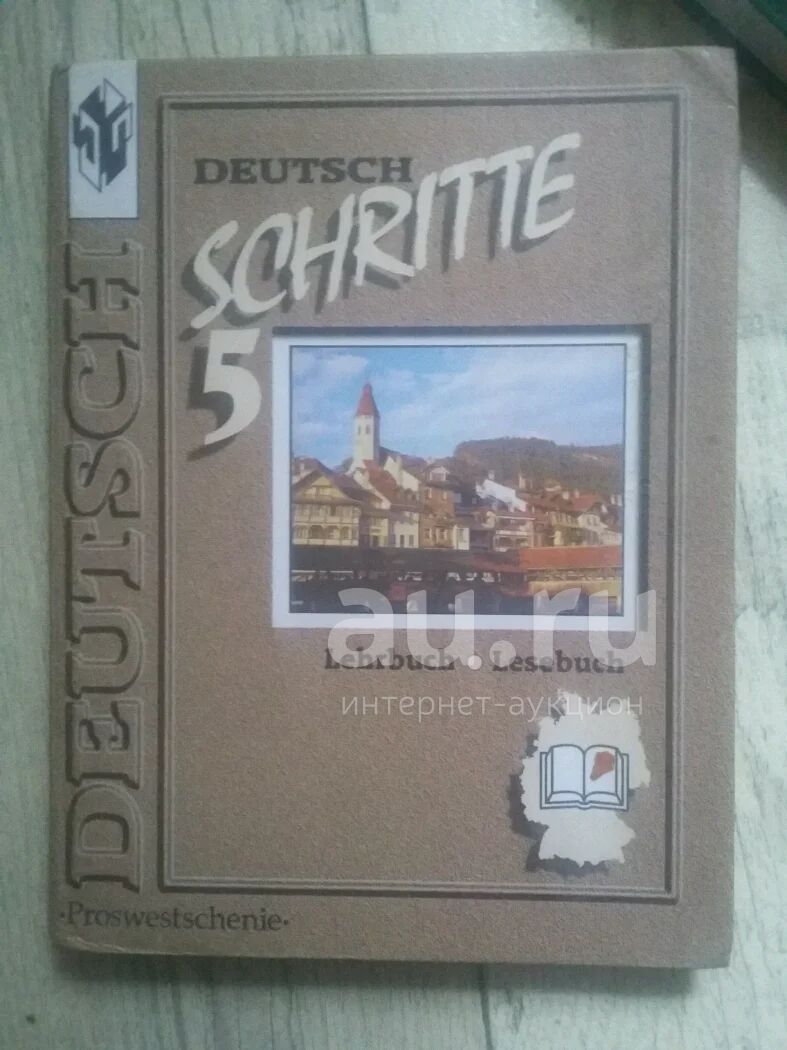 DEUTSCH
SCHRITTE
5
Lehrbuch Lesebuch
au.ru
интернет-аукцион
DEUTSCH
·Proswestschenie·